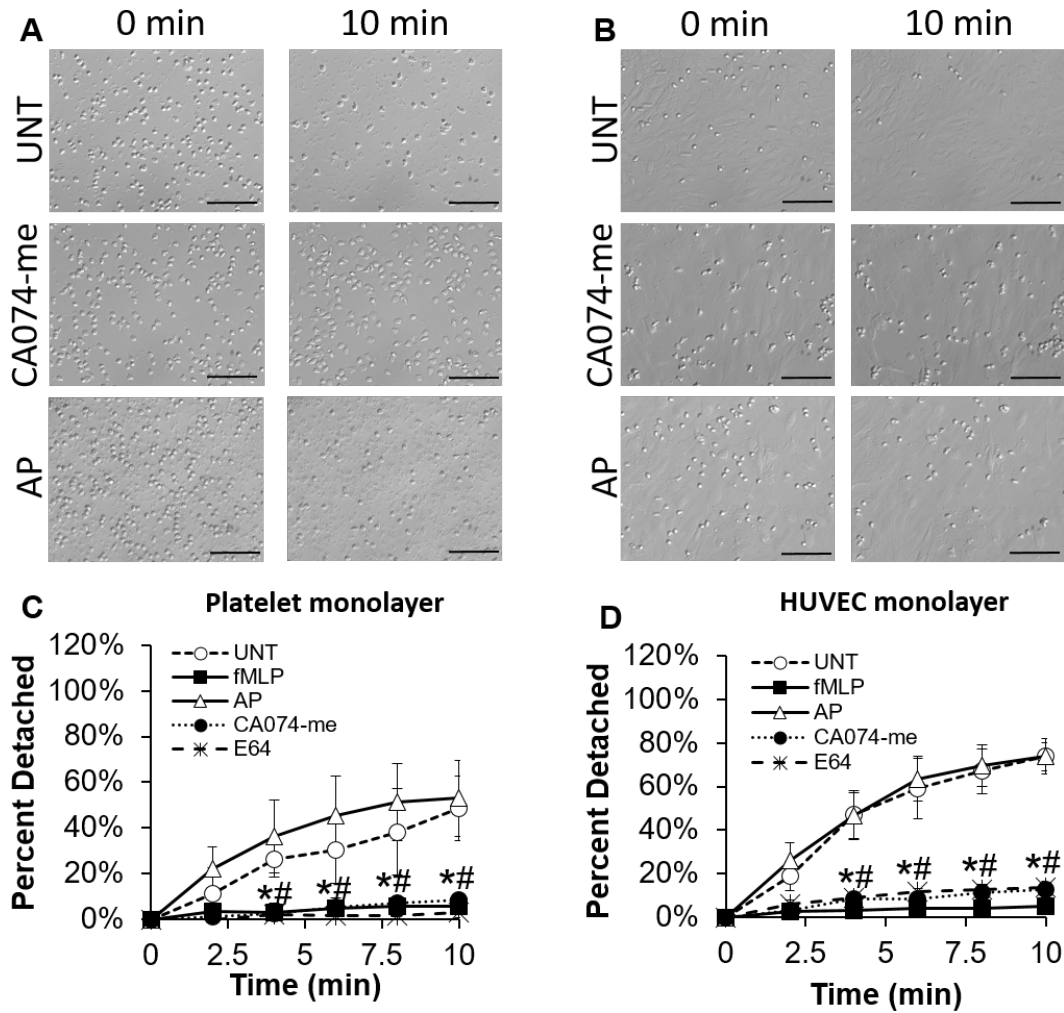 A 0 min 10 min
UNT
CA074-me
AP
B 0 min 10 min
UNT
CA074-me
AP
C Platelet monolayer
Percent Detached
120%
100%
80%
60%
40%
20%
0%
UNT
fMLP
AP
CA074-me
E64
*# *# *# *#
0 2.5 5 7.5 10
Time (min)
D HUVEC monolayer
Percent Detached
120%
100%
80%
60%
40%
20%
0%
UNT
fMLP
AP
CA074-me
E64
*# *# *# *#
0 2.5 5 7.5 10
Time (min)